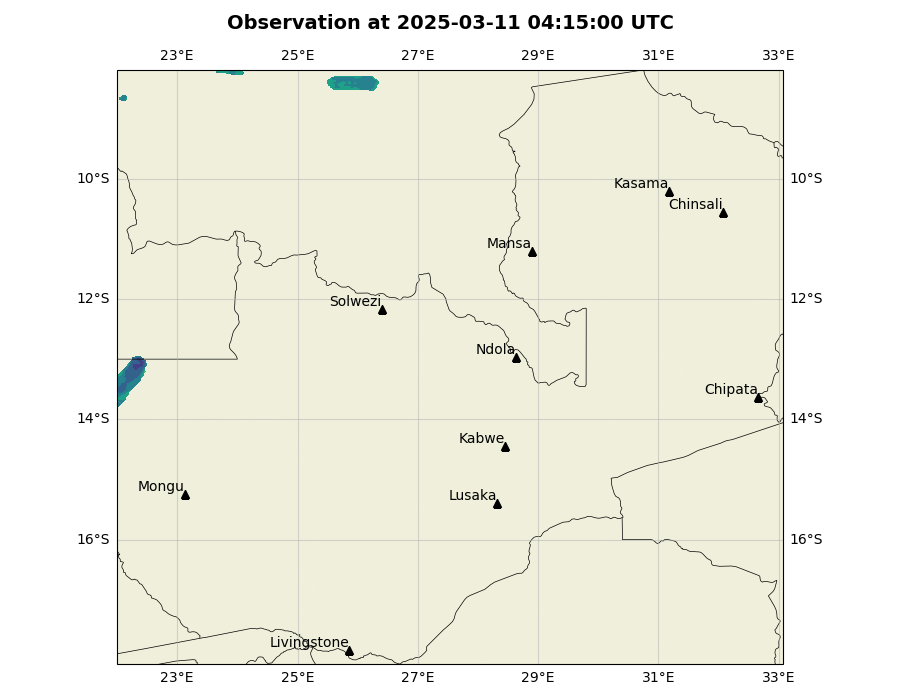 Observation at 2025-03-11 04:15:00 UTC
23°E 25°E 27°E 29°E 31°E 33°E
10°S 10°S
Kasama
Chinsali
Mansa
12°S 12°S
Solwezi
Ndola
Chipata
14°S 14°S
Kabwe
Mongu
Lusaka
16°S 16°S
Livingstone
23°E 25°E 27°E 29°E 31°E 33°E